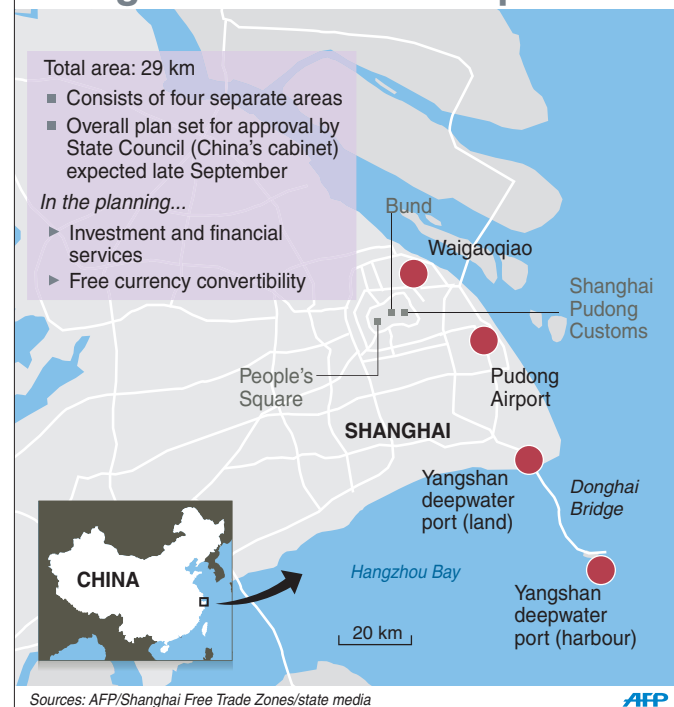 Total area: 29 km
Consists of four separate areas
Overall plan set for approval by
State Council (China's cabinet)
expected late September
In the planning...
Investment and financial
services
Free currency convertibility
Bund
Waigaoqiao
Shanghai
Pudong
Customs
People's
Square
Pudong
Airport
SHANGHAI
Yangshan
deepwater
port (land)
Donghai
Bridge
CHINA
Hangzhou Bay
Yangshan
deepwater
port (harbour)
20 km
Sources: AFP/Shanghai Free Trade Zones/state media
AFP